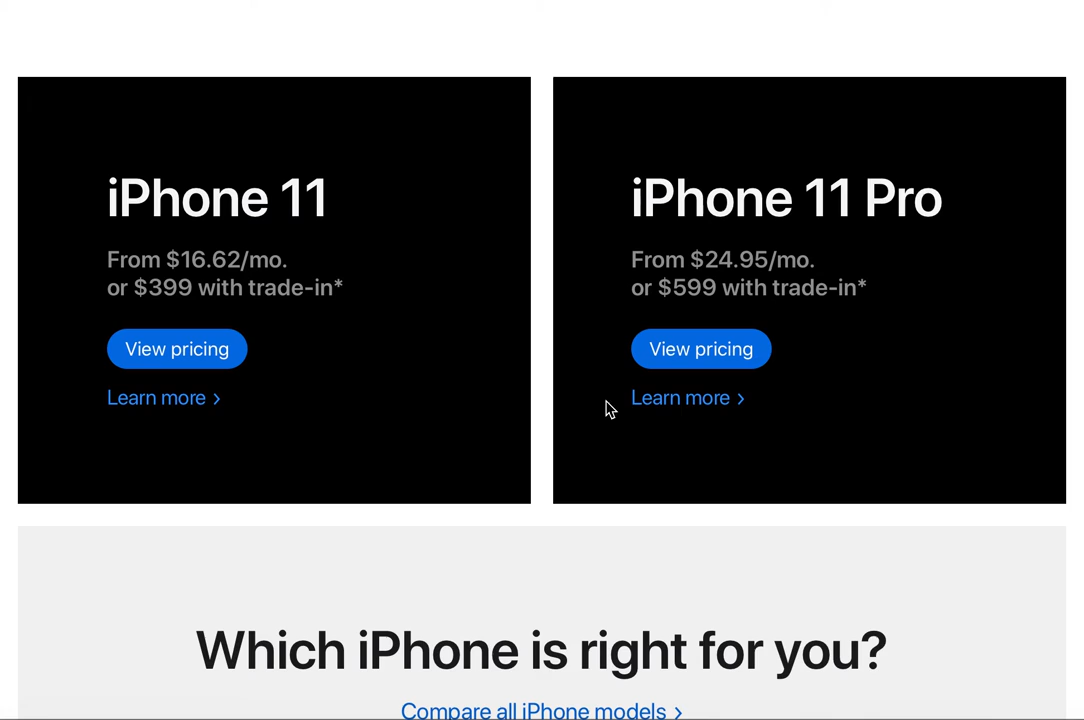 iPhone 11
From $16.62/mo.
or $399 with trade-in*
View pricing
Learn more ›
iPhone 11 Pro
From $24.95/mo.
or $599 with trade-in*
View pricing
Learn more ›
Which iPhone is right for you?
Compare all iPhone models ›